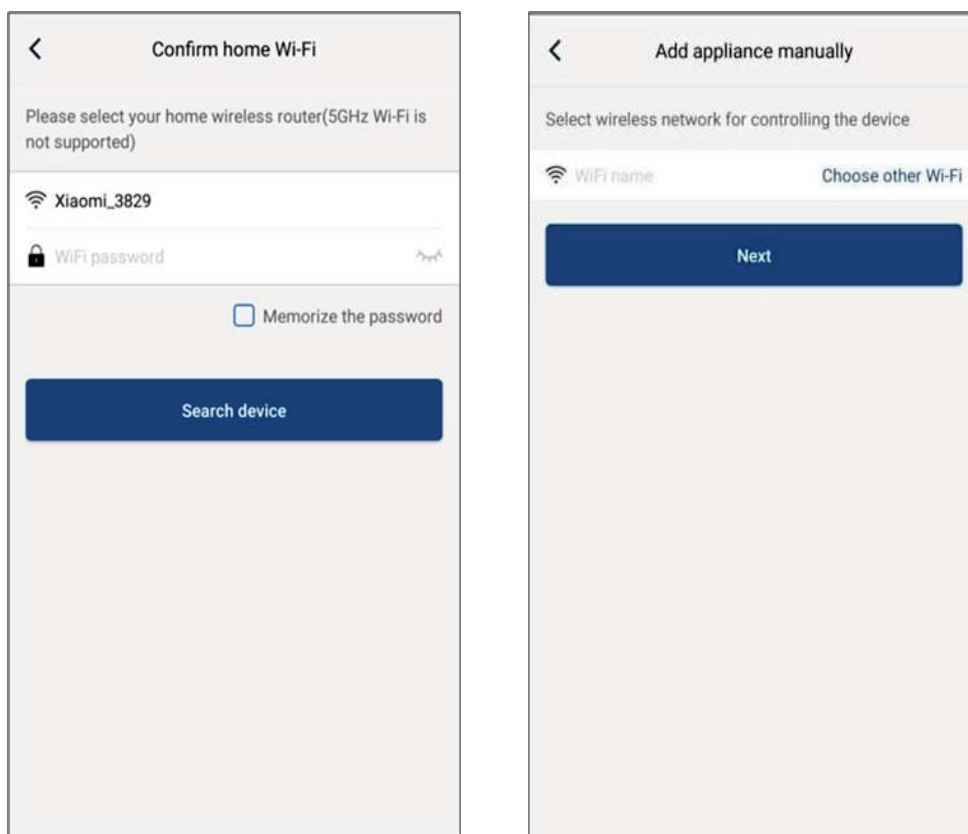 Confirm home Wi-Fi
Please select your home wireless router(5GHz Wi-Fi is
not supported)
Xiaomi_3829
WiFi password
Memorize the password
Search device
Add appliance manually
Select wireless network for controlling the device
WiFi name
Choose other Wi-Fi
Next